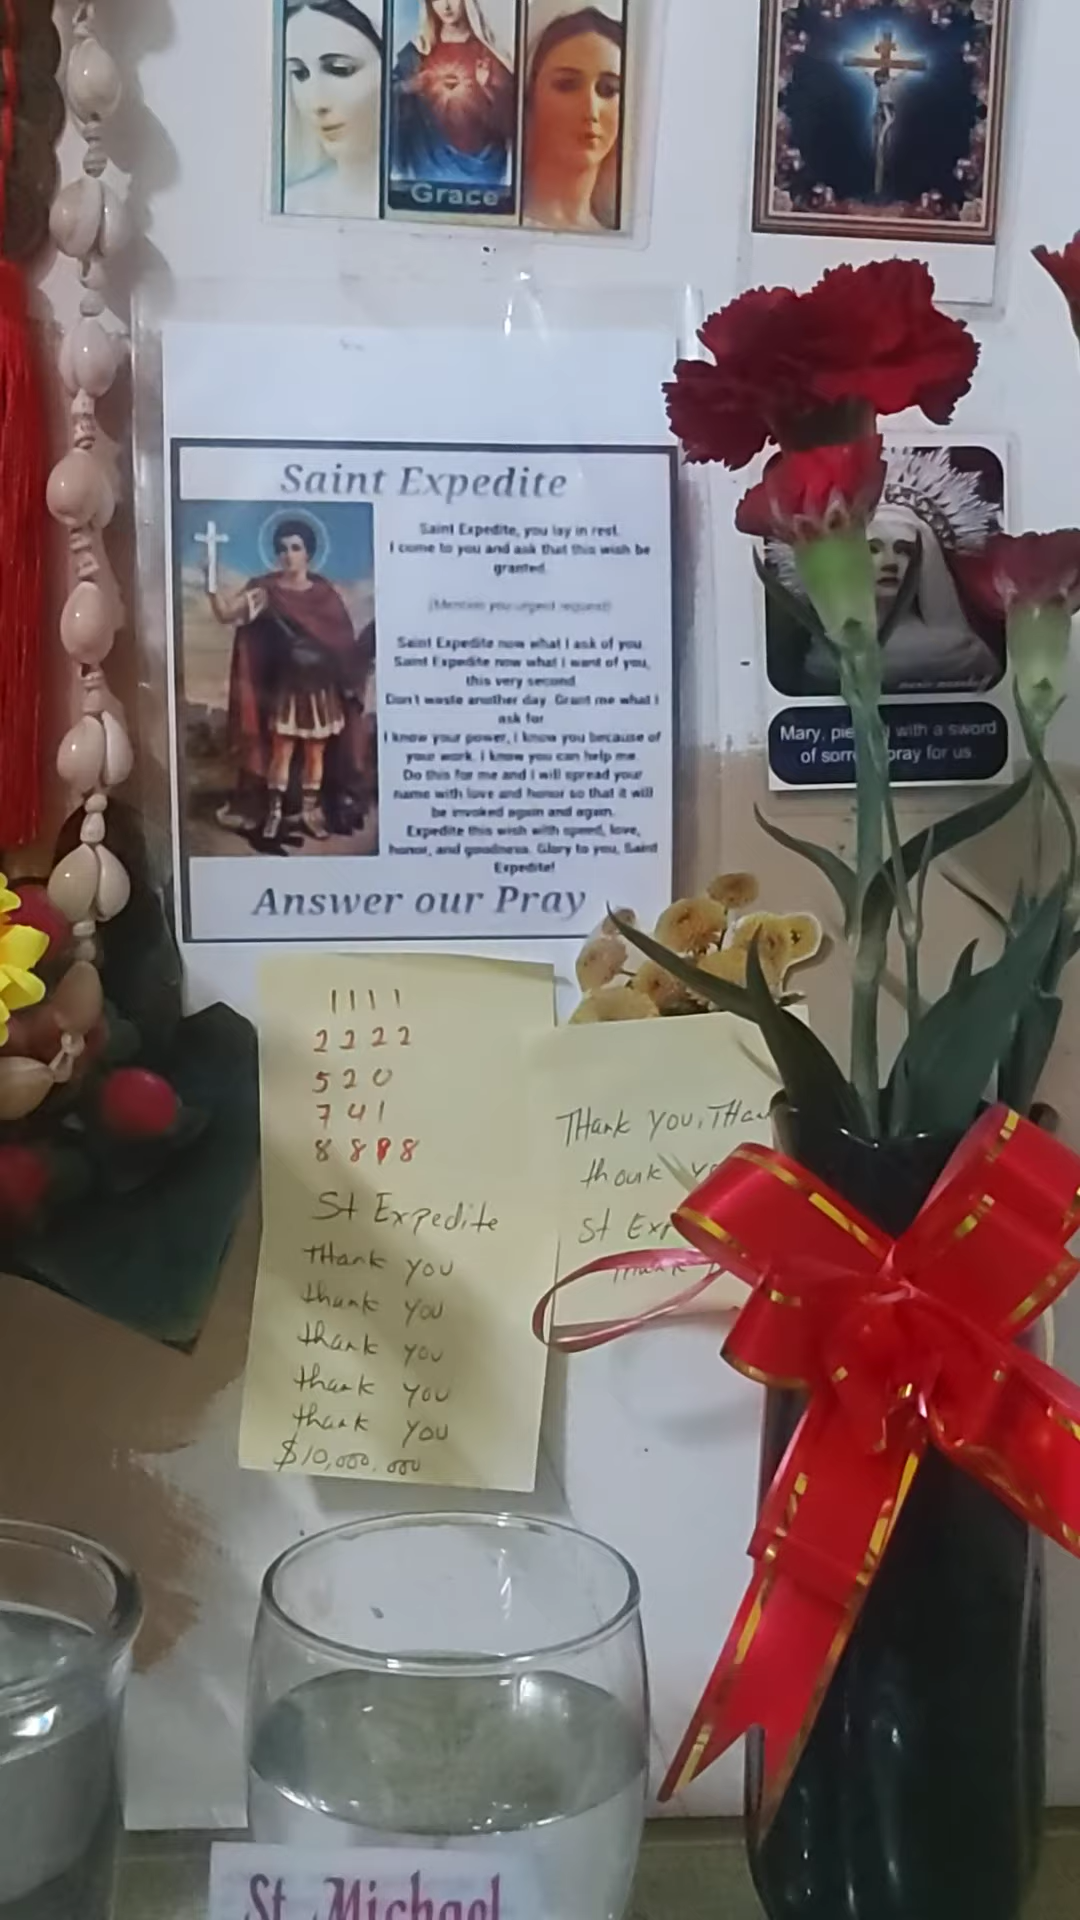 Grace
Saint Expedite
Saint Expedite, you lay in rest.
I come to you and ask that this wish be
granted.
(Mention you urgent request)
Saint Expedite now what I ask of you.
Saint Expedite now what I want of you,
this very second.
Don't waste another day. Grant me what I
ask for
I know your power, I know you because of
your work. I know you can help me.
Do this for me and I will spread your
name with love and honor so that it will
be invoked again and again.
Expedite this wish with speed, love,
honor, and goodness. Glory to you, Saint
Expedite!
Answer our Pray
Mary, pie with a sword
of sorr pray for us.
1111
2222
520
741
8888
St Expedite
Thank you
thank you
thank you
thank you
thank you
$10,000,000
Thank you, Than
thank yo
St Exp
Thank
St. Michael